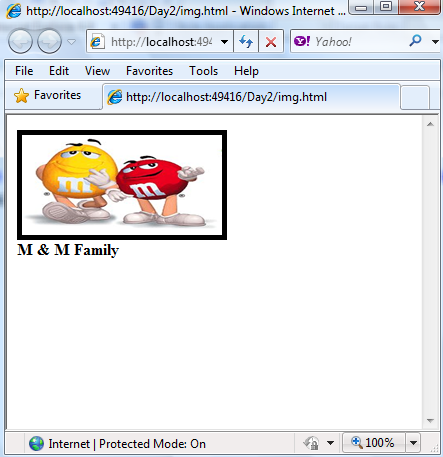 http://localhost:49416/Day2/img.html - Windows Internet ...
http://localhost:494
Yahoo!
File Edit View Favorites Tools Help
Favorites
http://localhost:49416/Day2/img.html
m m
M & M Family
Internet | Protected Mode: On
100%